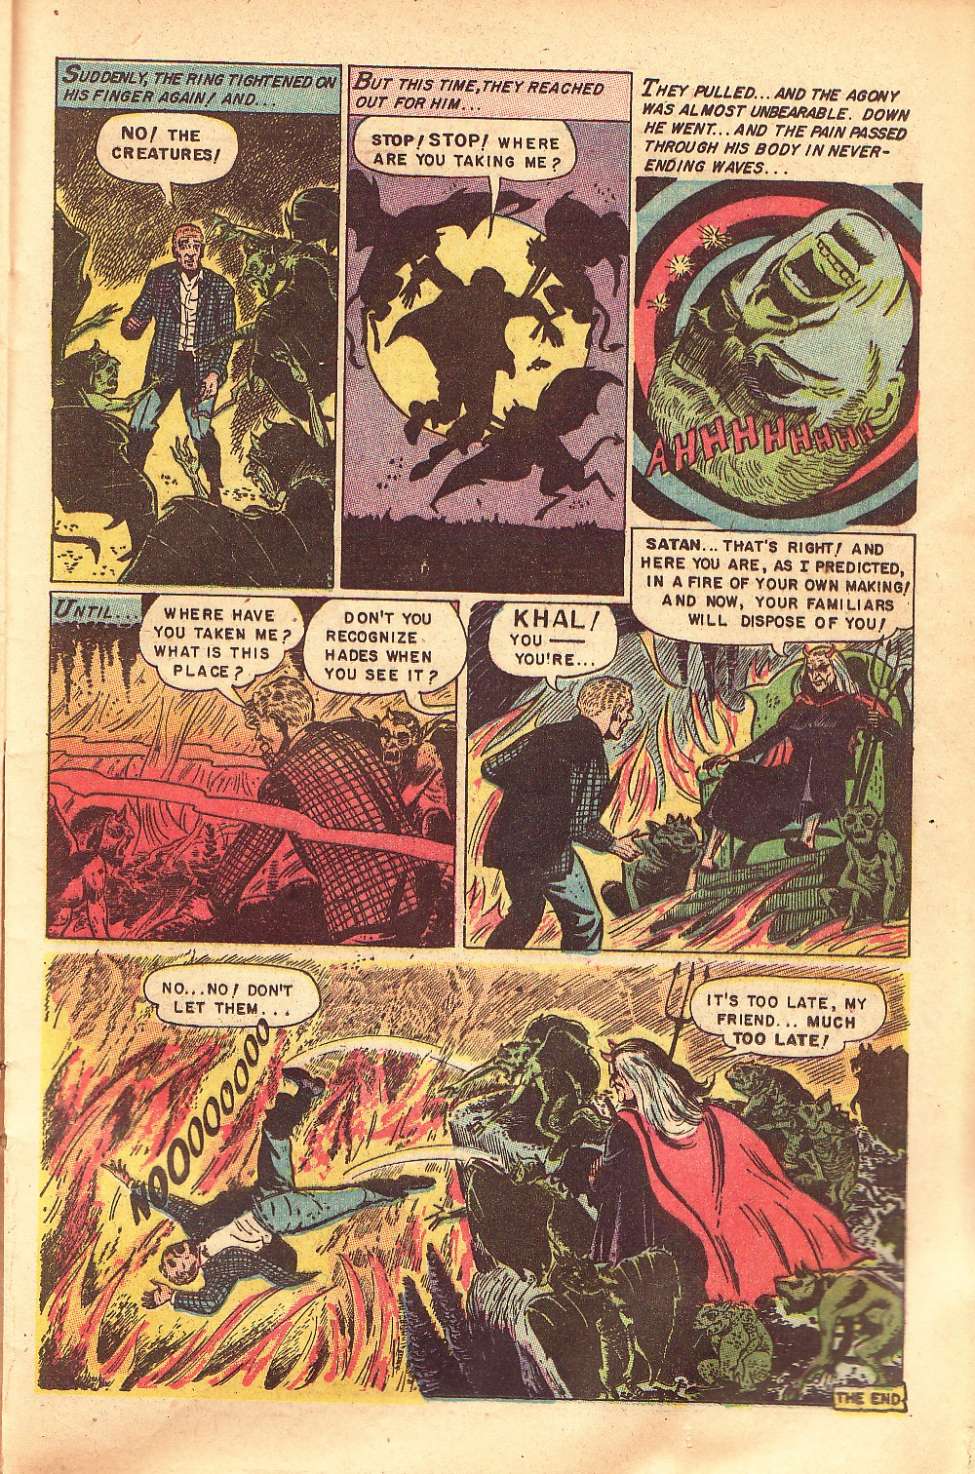 SUDDENLY, THE RING TIGHTENED ON
HIS FINGER AGAIN! AND...
NO! THE
CREATURES!
BUT THIS TIME, THEY REACHED
OUT FOR HIM...
STOP! STOP! WHERE
ARE YOU TAKING ME?
THEY PULLED... AND THE AGONY
WAS ALMOST UNBEARABLE. DOWN
HE WENT... AND THE PAIN PASSED
THROUGH HIS BODY IN NEVER-
ENDING WAVES...
AHHHHHHHH
UNTIL...
WHERE HAVE
YOU TAKEN ME?
WHAT IS THIS
PLACE?
DON'T YOU
RECOGNIZE
HADES WHEN
YOU SEE IT?
KHAL!
YOU —
YOU'RE...
SATAN... THAT'S RIGHT! AND
HERE YOU ARE, AS I PREDICTED,
IN A FIRE OF YOUR OWN MAKING!
AND NOW, YOUR FAMILIARS
WILL DISPOSE OF YOU!
NO...NO! DON'T
LET THEM...
NOOOOOOOOO
IT'S TOO LATE, MY
FRIEND... MUCH
TOO LATE!
THE END